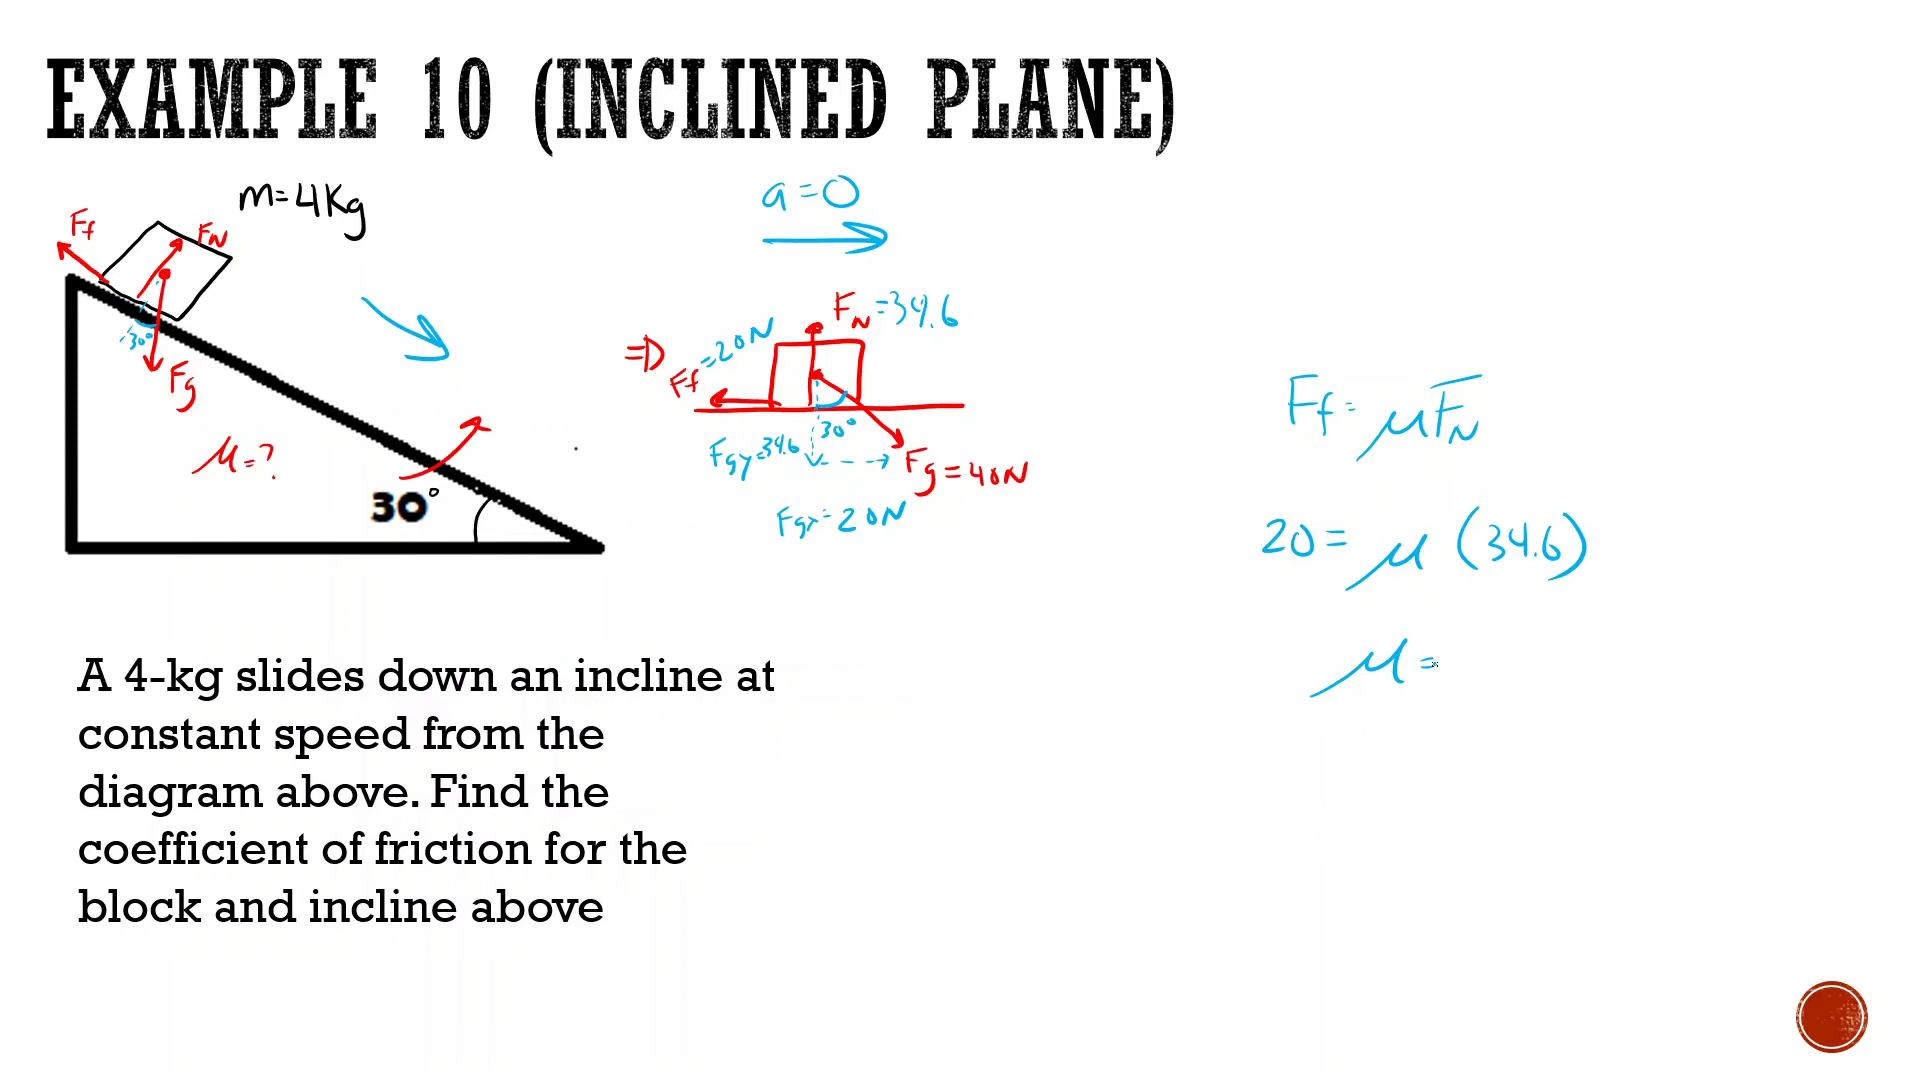 EXAMPLE 10 (INCLINED PLANE)
m=4Kg
Ff
FN
30°
Fg
μ=?
30°
a=0
=D
Ff=20N
FN=34.6
30°
Fgy=34.6
Fg=40N
Fgx=20N
Ff=μFN
20=μ(34.6)
μ=
A 4-kg slides down an incline at
constant speed from the
diagram above. Find the
coefficient of friction for the
block and incline above